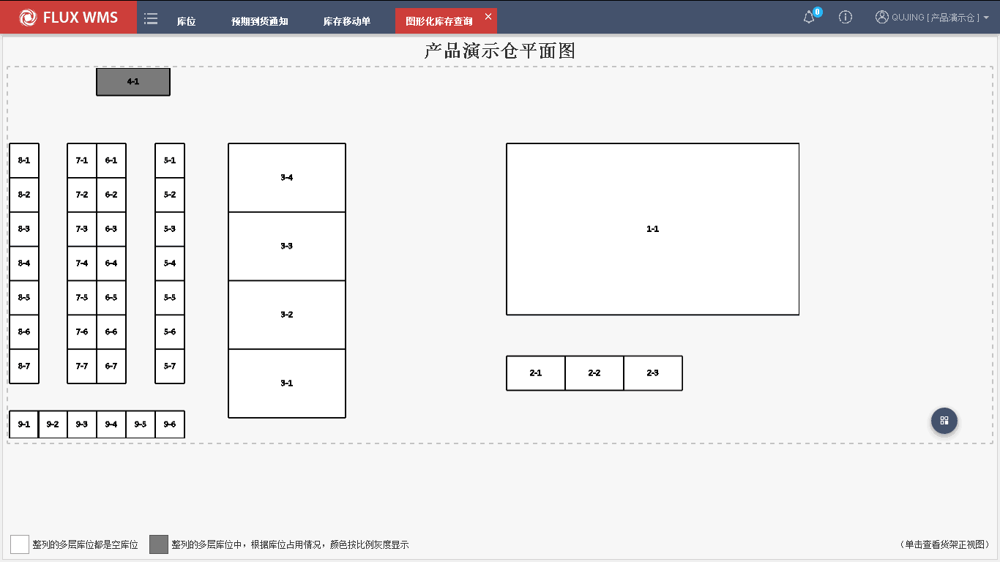 FLUX WMS
库位
预期到货通知
库存移动单
图形化库存查询
0
QUJING [ 产品演示仓 ]
产品演示仓平面图
4-1
8-1 7-1 6-1 5-1
3-4
8-2 7-2 6-2 5-2
8-3 7-3 6-3 5-3
1-1
3-3
8-4 7-4 6-4 5-4
8-5 7-5 6-5 5-5
3-2
8-6 7-6 6-6 5-6
8-7 7-7 6-7 5-7
2-1 2-2 2-3
3-1
9-1 9-2 9-3 9-4 9-5 9-6
整列的多层库位都是空库位
整列的多层库位中，根据库位占用情况，颜色按比例灰度显示
（单击查看货架正视图）